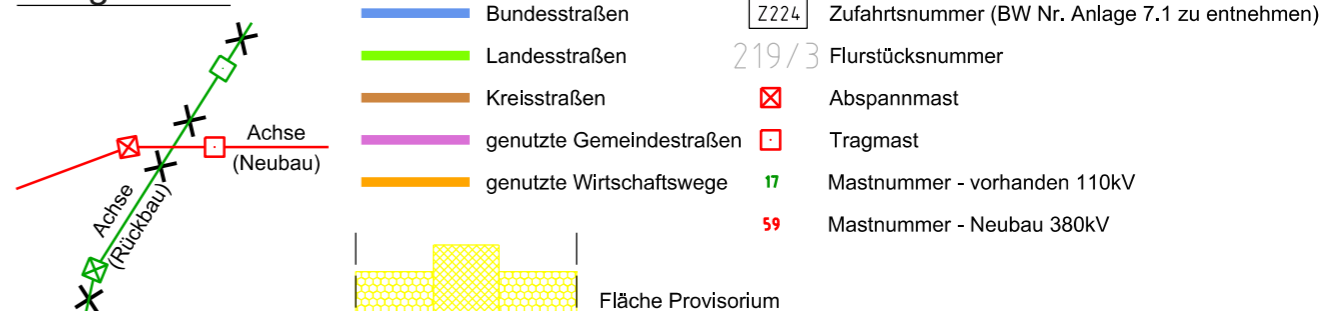 Achse
(Neubau)
Achse
(Rückbau)
Bundesstraßen
Landesstraßen
Kreisstraßen
genutzte Gemeindestraßen
genutzte Wirtschaftswege
Fläche Provisorium
Z224 Zufahrtsnummer (BW Nr. Anlage 7.1 zu entnehmen)
219/3 Flurstücksnummer
Abspannmast
Tragmast
17 Mastnummer - vorhanden 110kV
59 Mastnummer - Neubau 380kV